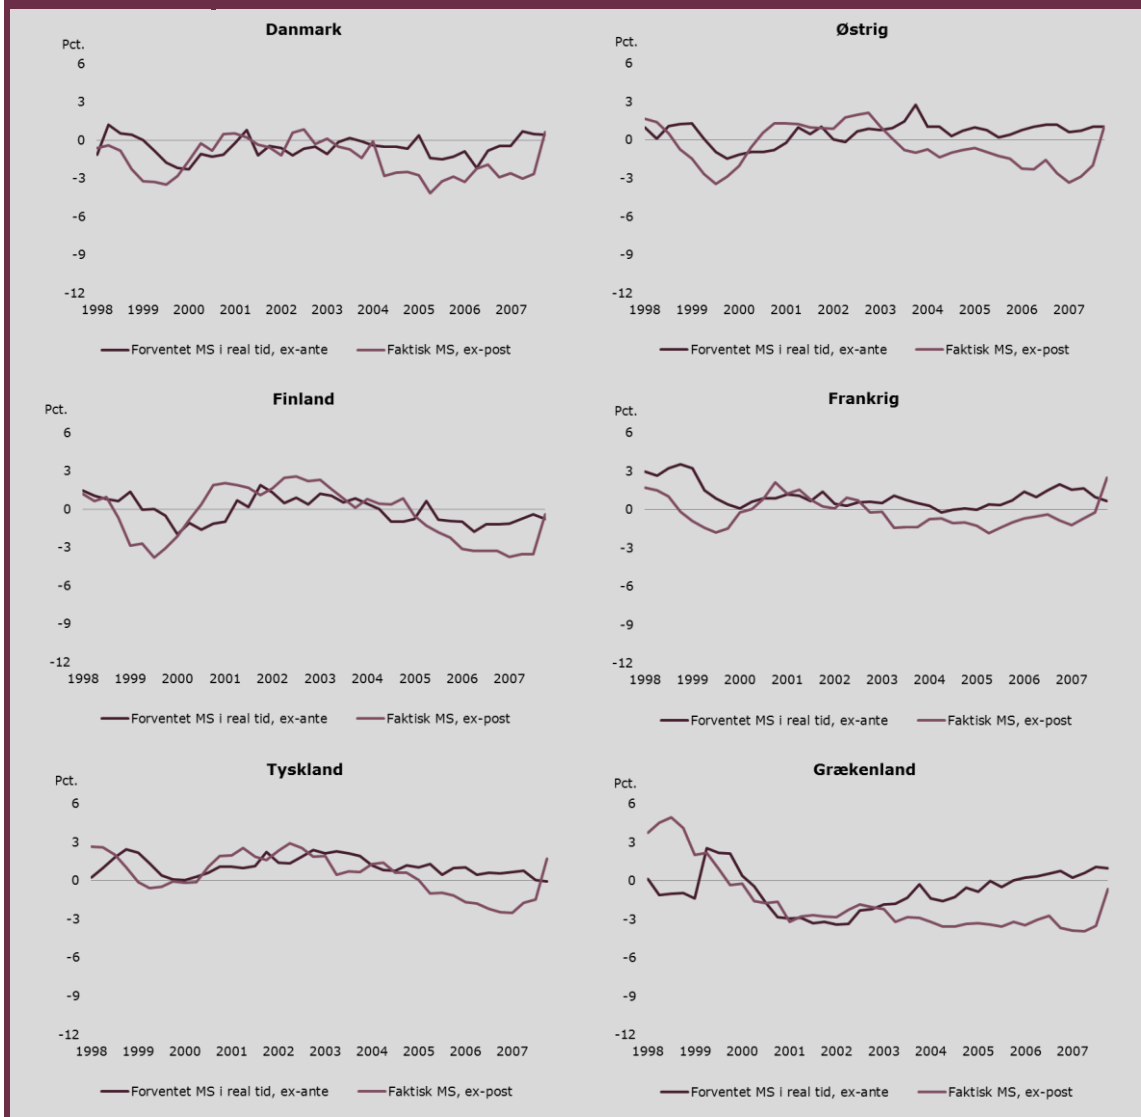 Danmark
Pct.
6
3
0
-3
-6
-9
-12
1998 1999 2000 2001 2002 2003 2004 2005 2006 2007
Forventet MS i real tid, ex-ante Faktisk MS, ex-post
Østrig
Pct.
6
3
0
-3
-6
-9
-12
1998 1999 2000 2001 2002 2003 2004 2005 2006 2007
Forventet MS i real tid, ex-ante Faktisk MS, ex-post
Finland
Pct.
6
3
0
-3
-6
-9
-12
1998 1999 2000 2001 2002 2003 2004 2005 2006 2007
Forventet MS i real tid, ex-ante Faktisk MS, ex-post
Frankrig
Pct.
6
3
0
-3
-6
-9
-12
1998 1999 2000 2001 2002 2003 2004 2005 2006 2007
Forventet MS i real tid, ex-ante Faktisk MS, ex-post
Tyskland
Pct.
6
3
0
-3
-6
-9
-12
1998 1999 2000 2001 2002 2003 2004 2005 2006 2007
Forventet MS i real tid, ex-ante Faktisk MS, ex-post
Grækenland
Pct.
6
3
0
-3
-6
-9
-12
1998 1999 2000 2001 2002 2003 2004 2005 2006 2007
Forventet MS i real tid, ex-ante Faktisk MS, ex-post